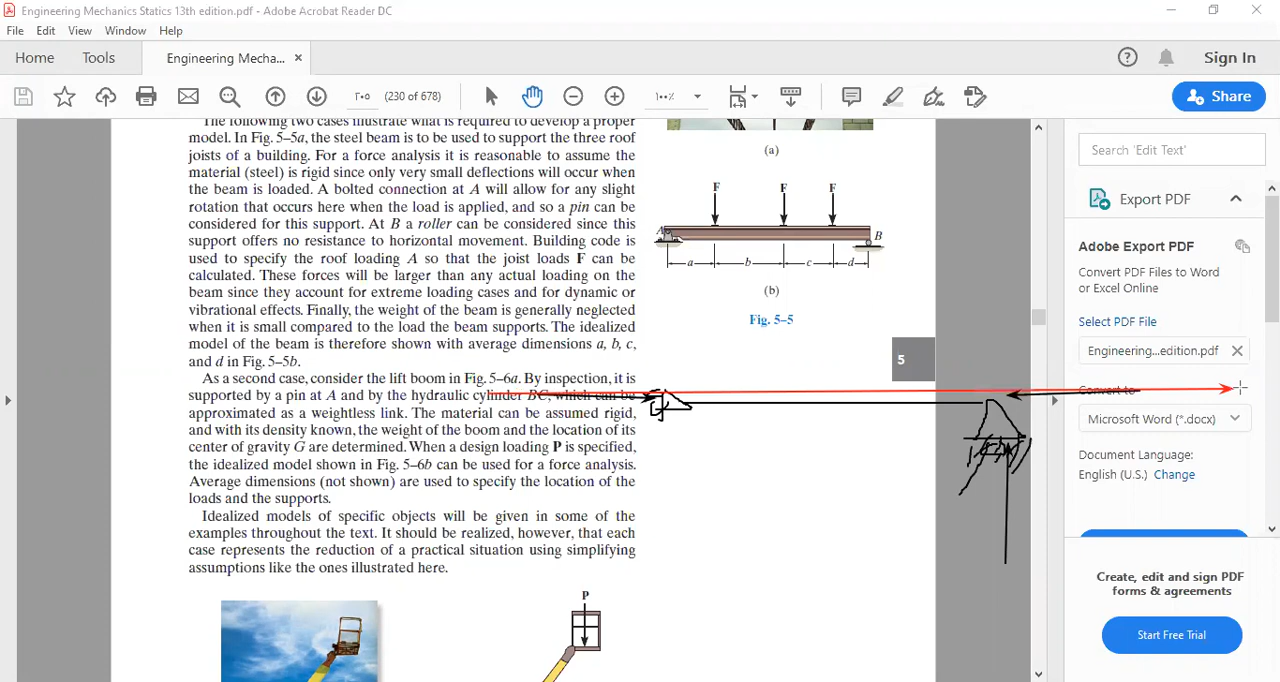 Engineering Mechanics Statics 13th edition.pdf - Adobe Acrobat Reader DC
File Edit View Window Help
Home Tools Engineering Mecha... × Sign In
٢٠٥ (230 of 678) ١٠٠٪ Share
The following two cases illustrate what is required to develop a proper
model. In Fig. 5–5a, the steel beam is to be used to support the three roof
joists of a building. For a force analysis it is reasonable to assume the
material (steel) is rigid since only very small deflections will occur when
the beam is loaded. A bolted connection at A will allow for any slight
rotation that occurs here when the load is applied, and so a pin can be
considered for this support. At B a roller can be considered since this
support offers no resistance to horizontal movement. Building code is
used to specify the roof loading A so that the joist loads F can be
calculated. These forces will be larger than any actual loading on the
beam since they account for extreme loading cases and for dynamic or
vibrational effects. Finally, the weight of the beam is generally neglected
when it is small compared to the load the beam supports. The idealized
model of the beam is therefore shown with average dimensions a, b, c,
and d in Fig. 5–5b.
As a second case, consider the lift boom in Fig. 5–6a. By inspection, it is
supported by a pin at A and by the hydraulic cylinder BC, which can be
approximated as a weightless link. The material can be assumed rigid,
and with its density known, the weight of the boom and the location of its
center of gravity G are determined. When a design loading P is specified,
the idealized model shown in Fig. 5–6b can be used for a force analysis.
Average dimensions (not shown) are used to specify the location of the
loads and the supports.
Idealized models of specific objects will be given in some of the
examples throughout the text. It should be realized, however, that each
case represents the reduction of a practical situation using simplifying
assumptions like the ones illustrated here.
(a)
F F F
A B
a b c d
(b)
Fig. 5–5
5
P
Search 'Edit Text'
Export PDF
Adobe Export PDF
Convert PDF Files to Word
or Excel Online
Select PDF File
Engineering...edition.pdf ×
Convert to
Microsoft Word (*.docx)
Document Language:
English (U.S.) Change
Create, edit and sign PDF
forms & agreements
Start Free Trial